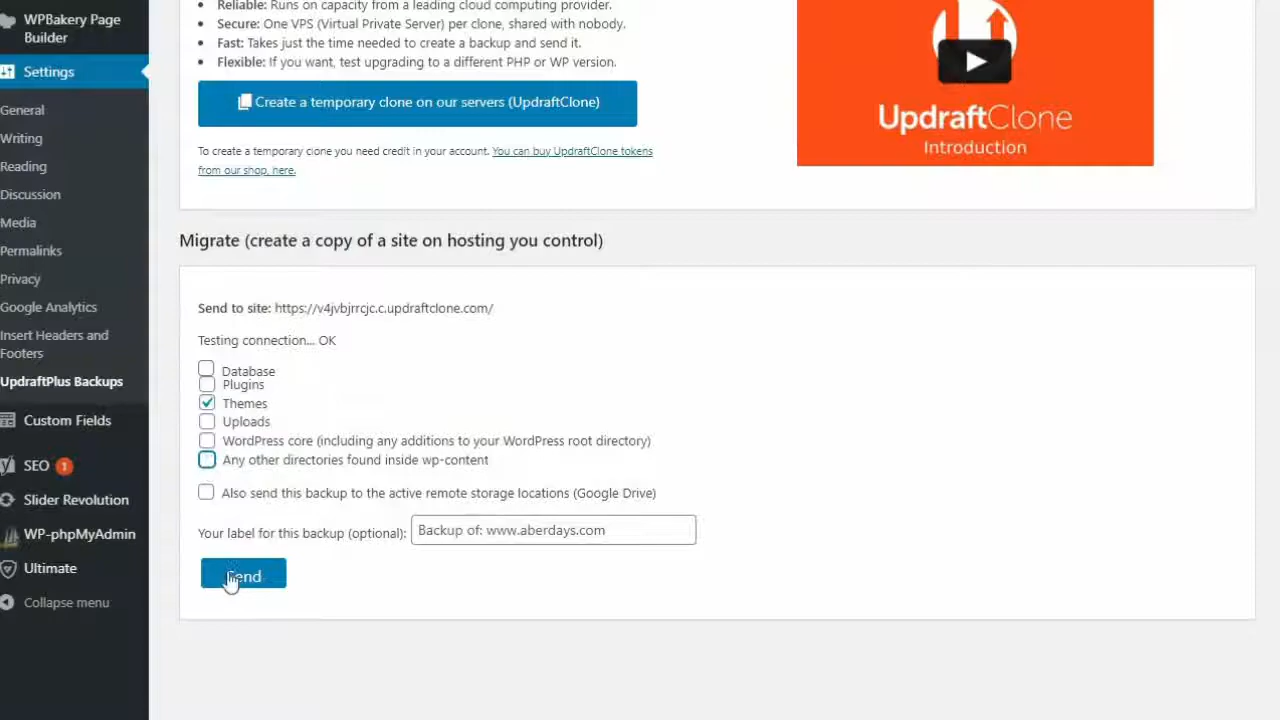 WPBakery Page
Builder
Settings
General
Writing
Reading
Discussion
Media
Permalinks
Privacy
Google Analytics
Insert Headers and
Footers
UpdraftPlus Backups
Custom Fields
SEO 1
Slider Revolution
WP-phpMyAdmin
Ultimate
Collapse menu
Reliable: Runs on capacity from a leading cloud computing provider.
Secure: One VPS (Virtual Private Server) per clone, shared with nobody.
Fast: Takes just the time needed to create a backup and send it.
Flexible: If you want, test upgrading to a different PHP or WP version.
Create a temporary clone on our servers (UpdraftClone)
To create a temporary clone you need credit in your account. You can buy UpdraftClone tokens
from our shop, here.
UpdraftClone
Introduction
Migrate (create a copy of a site on hosting you control)
Send to site: https://v4jvbjrrcjc.c.updraftclone.com/
Testing connection... OK
Database
Plugins
Themes
Uploads
WordPress core (including any additions to your WordPress root directory)
Any other directories found inside wp-content
Also send this backup to the active remote storage locations (Google Drive)
Your label for this backup (optional): Backup of: www.aberdays.com
Send